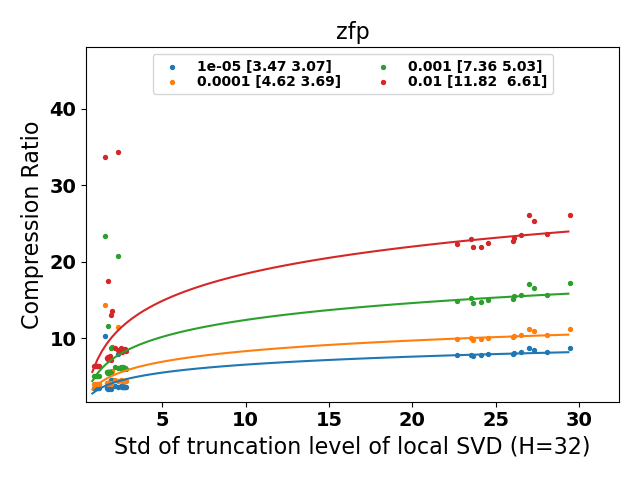 zfp
1e-05 [3.47 3.07]
0.0001 [4.62 3.69]
0.001 [7.36 5.03]
0.01 [11.82  6.61]
Compression Ratio
40
30
20
10
5 10 15 20 25 30
Std of truncation level of local SVD (H=32)